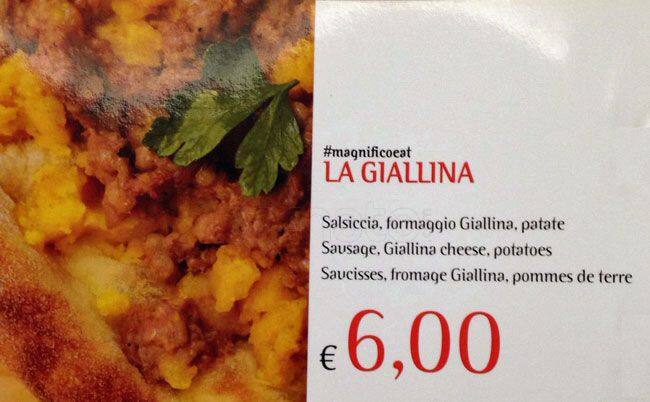 #magnificoeat
LA GIALLINA
Salsiccia, formaggio Giallina, patate
Sausage, Giallina cheese, potatoes
Saucisses, fromage Giallina, pommes de terre
€ 6,00